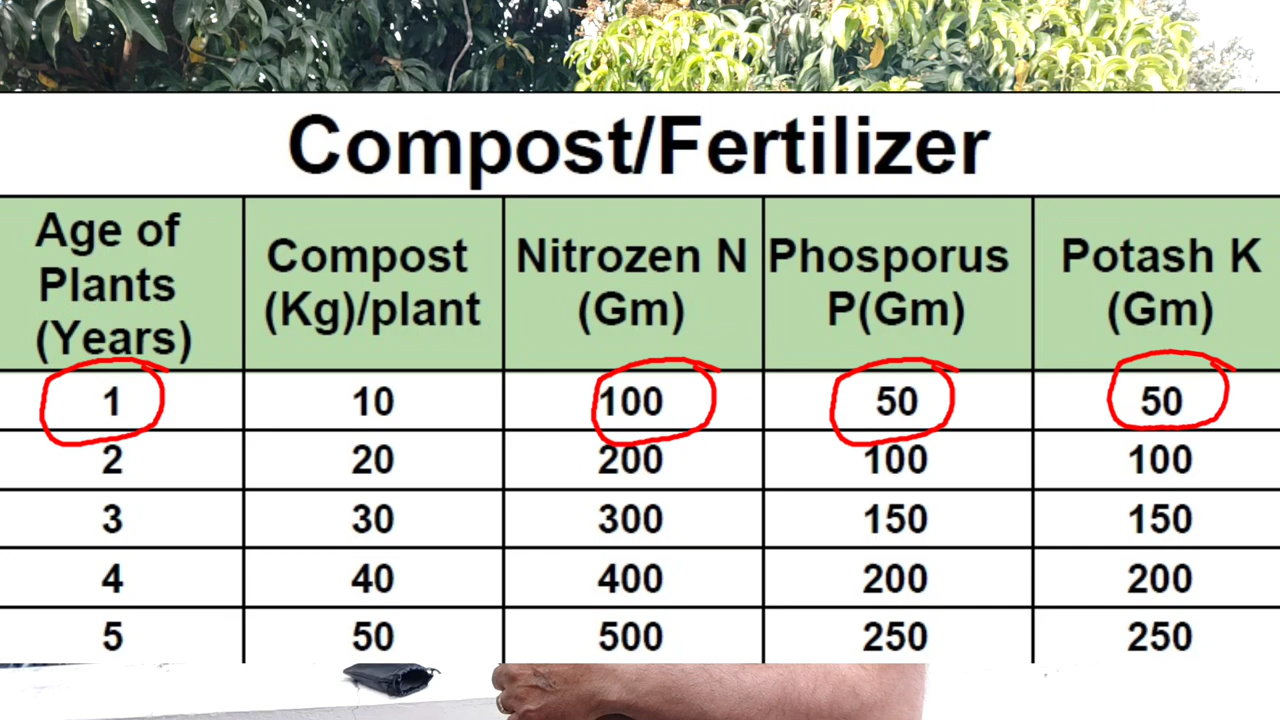 Compost/Fertilizer
Age of Plants (Years) Compost (Kg)/plant Nitrozen N (Gm) Phosporus P(Gm) Potash K (Gm)
1 10 100 50 50
2 20 200 100 100
3 30 300 150 150
4 40 400 200 200
5 50 500 250 250